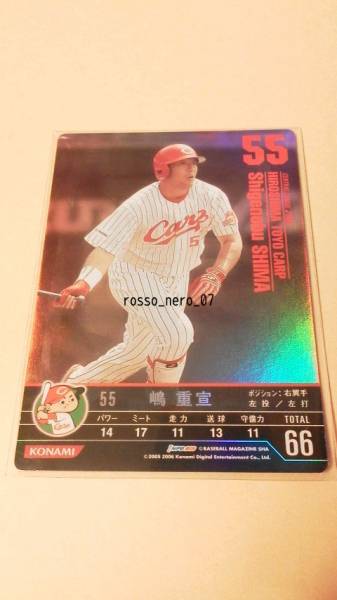 55
CENTRAL LEAGUE
HIROSHIMA TOYO CARP
Shigenobu SHIMA
Carp
5
rosso_nero_07
55 嶋 重宣
ポジション：右翼手
左投／左打
パワー ミート 走力 送球 守備力 TOTAL
14 17 11 13 11 66
KONAMI
©BASEBALL MAGAZINE SHA
©2005 2006 Konami Digital Entertainment Co., Ltd.